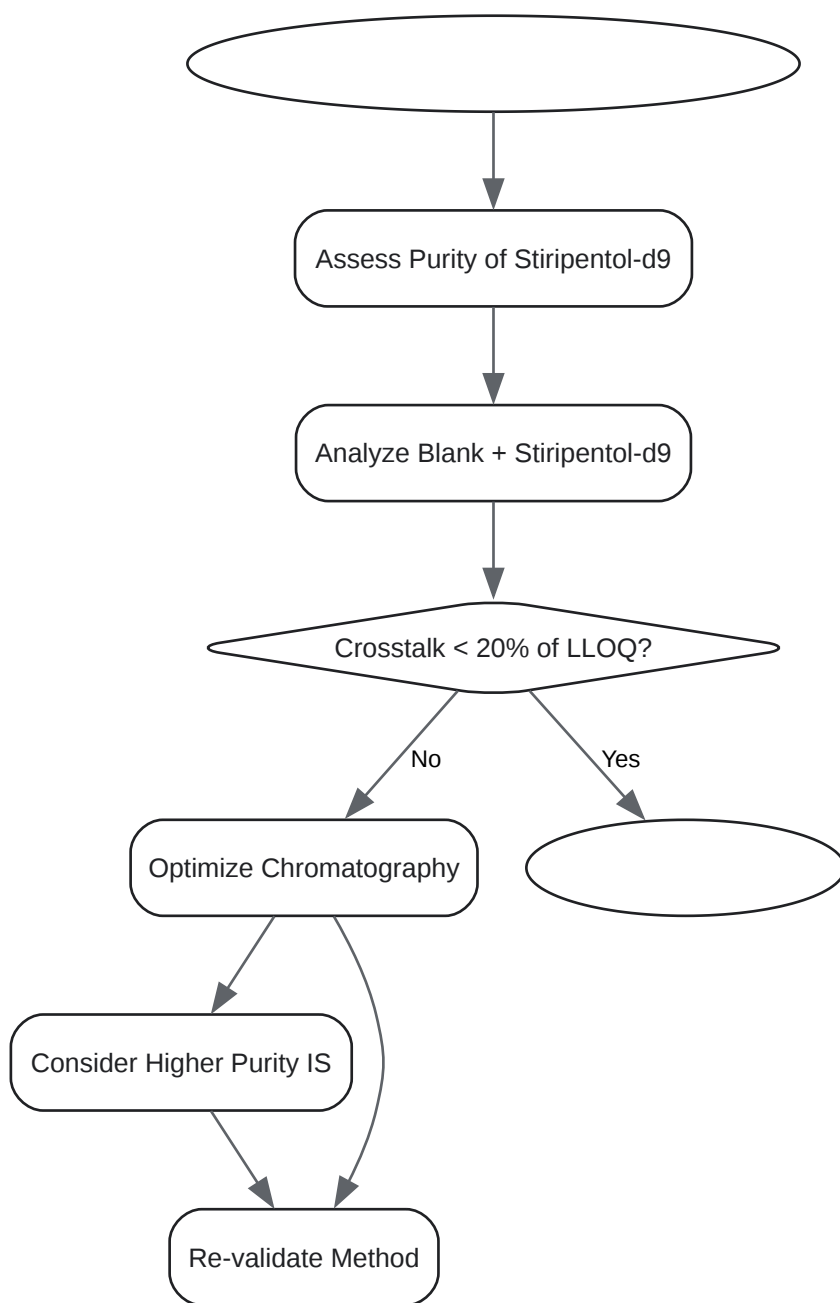 Assess Purity of Stiripentol-d9
Analyze Blank + Stiripentol-d9
Crosstalk < 20% of LLOQ?
No
Yes
Optimize Chromatography
Consider Higher Purity IS
Re-validate Method